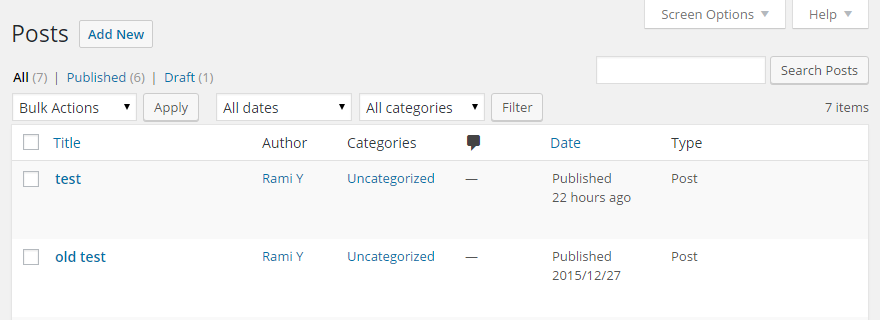 Screen Options Help
Posts Add New
All (7) | Published (6) | Draft (1)
Search Posts
Bulk Actions Apply All dates All categories Filter 7 items
Title Author Categories Date Type
test Rami Y Uncategorized — Published Post
22 hours ago
old test Rami Y Uncategorized — Published Post
2015/12/27